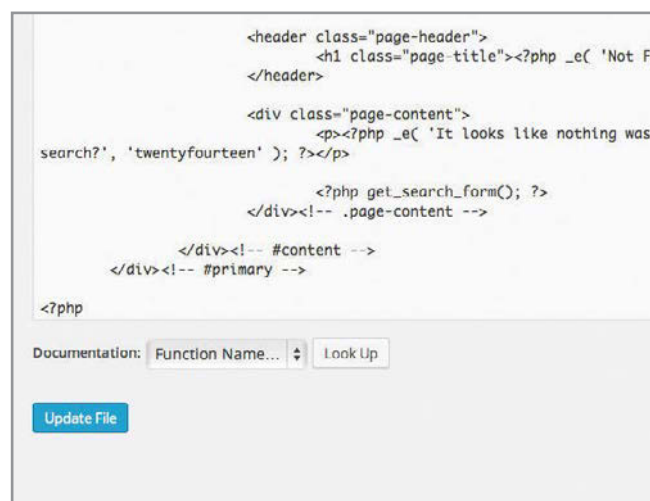 <header class="page-header">
<h1 class="page-title"><?php _e( 'Not F
</header>
<div class="page-content">
<p><?php _e( 'It looks like nothing was
search?', 'twentyfourteen' ); ?></p>
<?php get_search_form(); ?>
</div><!-- .page-content -->
</div><!-- #content -->
</div><!-- #primary -->
<?php
Documentation: Function Name... Look Up
Update File